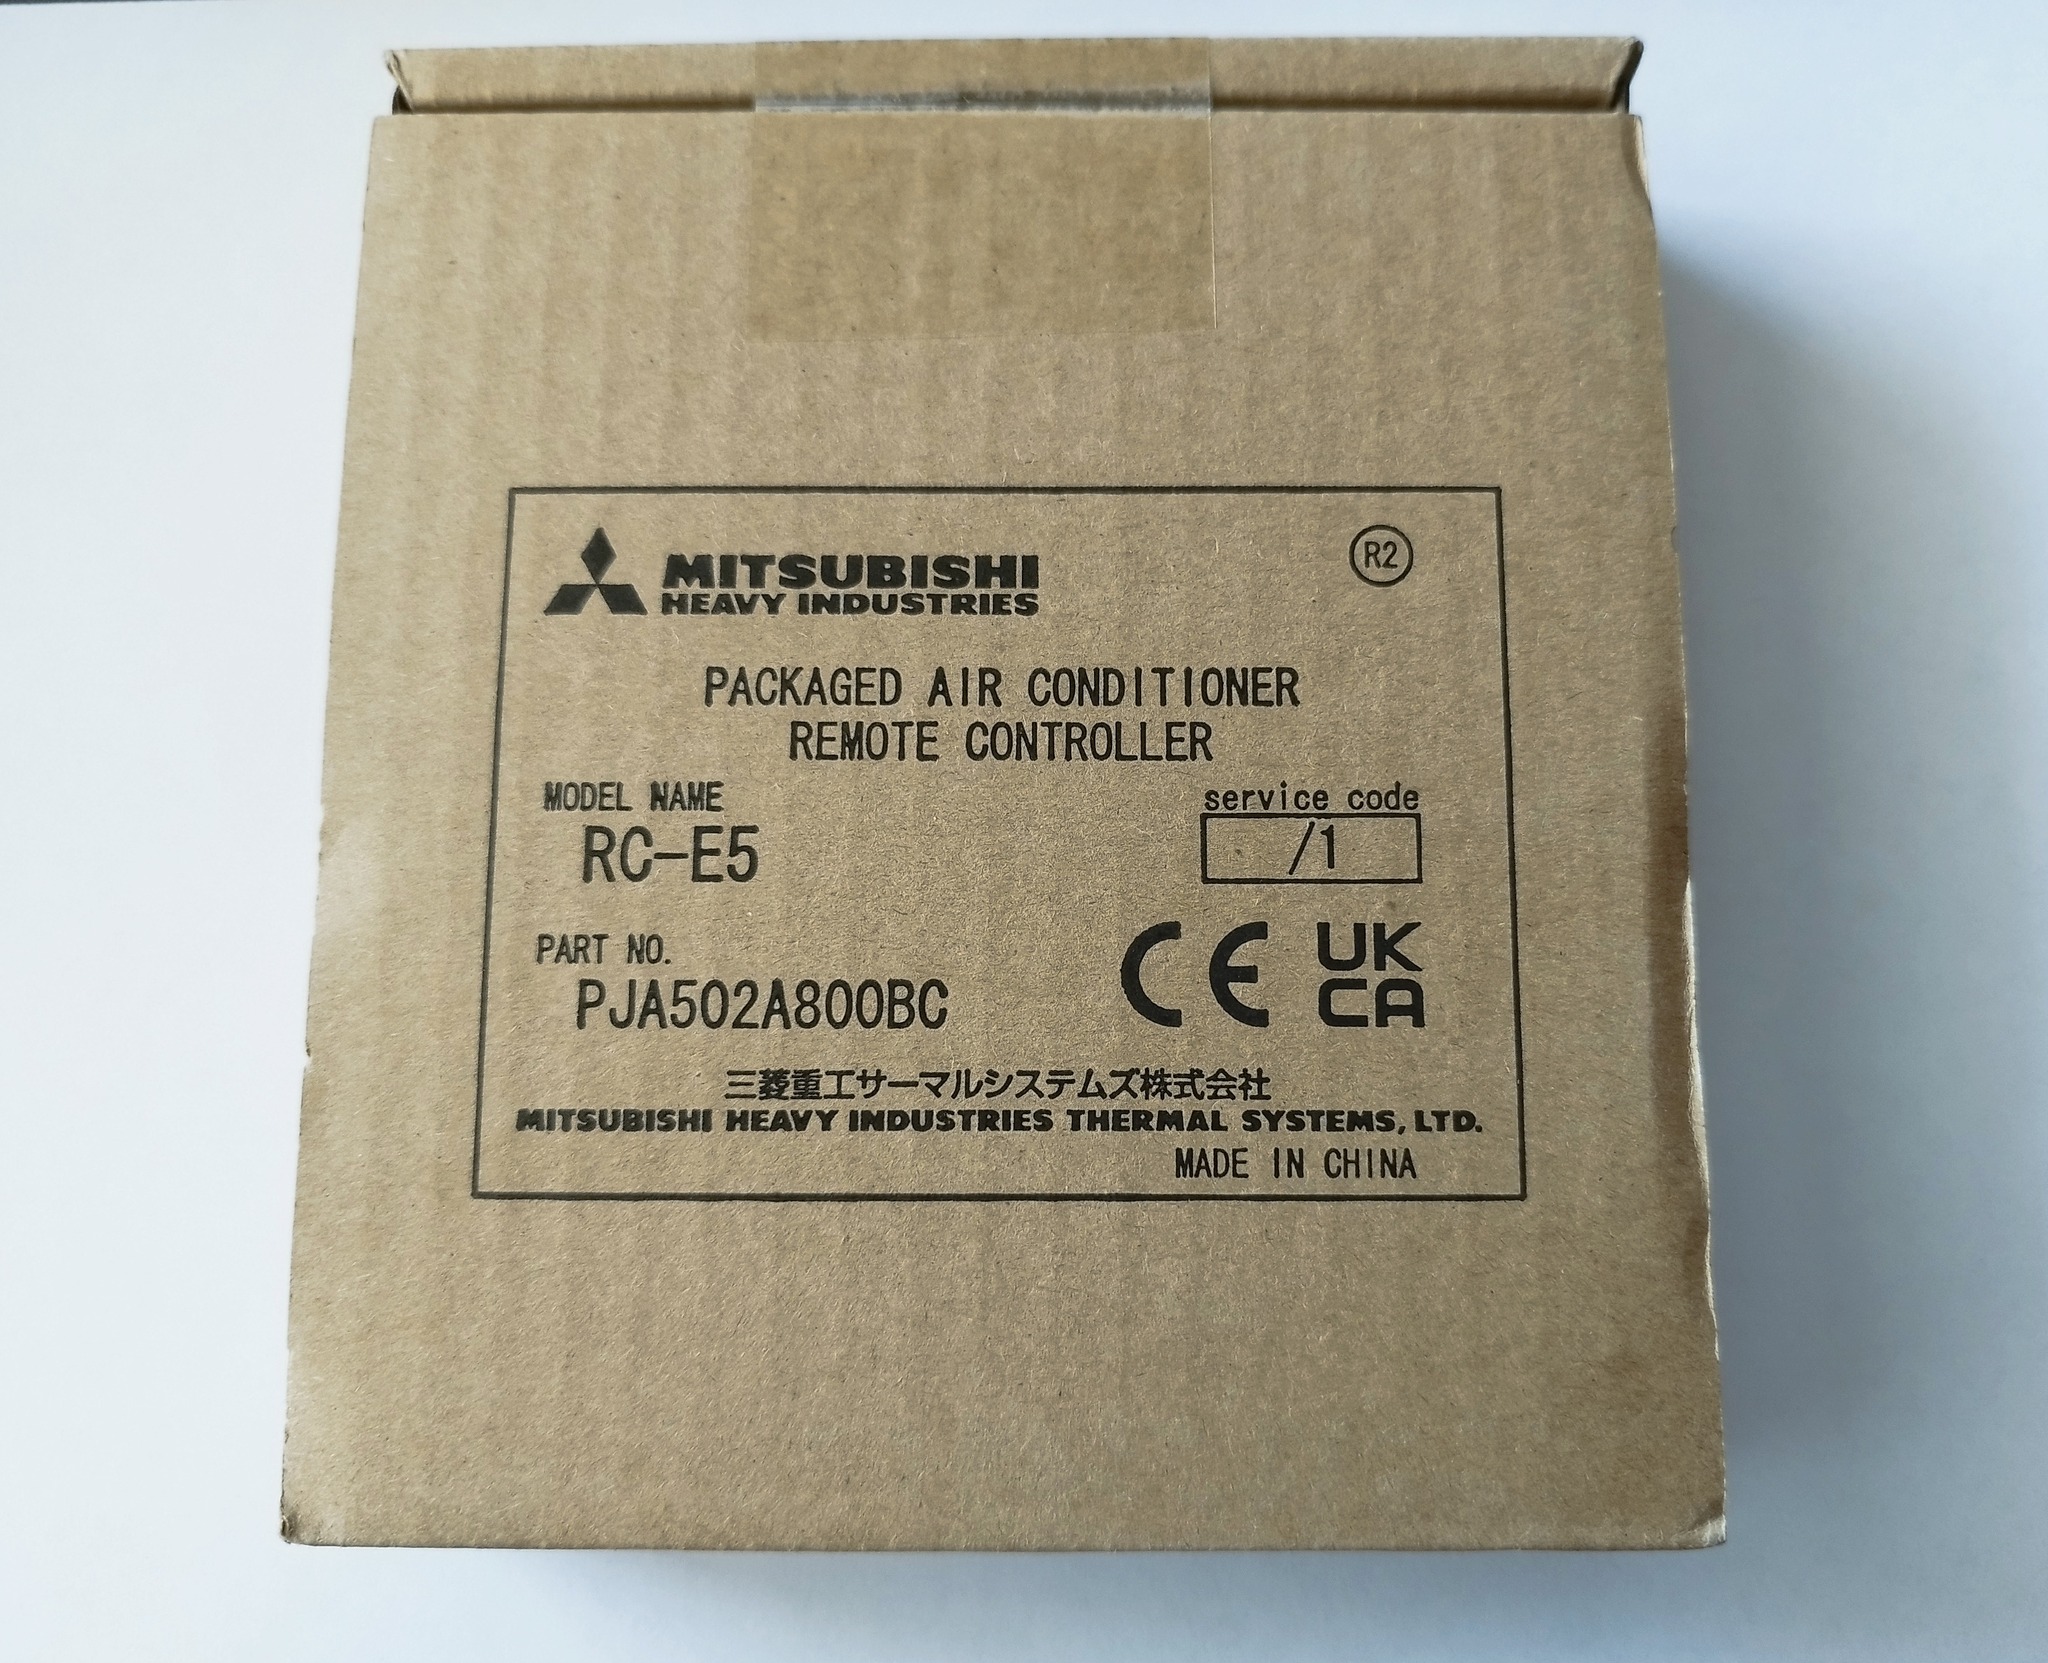 MITSUBISHI
HEAVY INDUSTRIES
R2
PACKAGED AIR CONDITIONER
REMOTE CONTROLLER
MODEL NAME
RC-E5
service code
/1
PART NO.
PJA502A800BC
CE
UK
CA
三菱重工サーマルシステムズ株式会社
MITSUBISHI HEAVY INDUSTRIES THERMAL SYSTEMS, LTD.
MADE IN CHINA